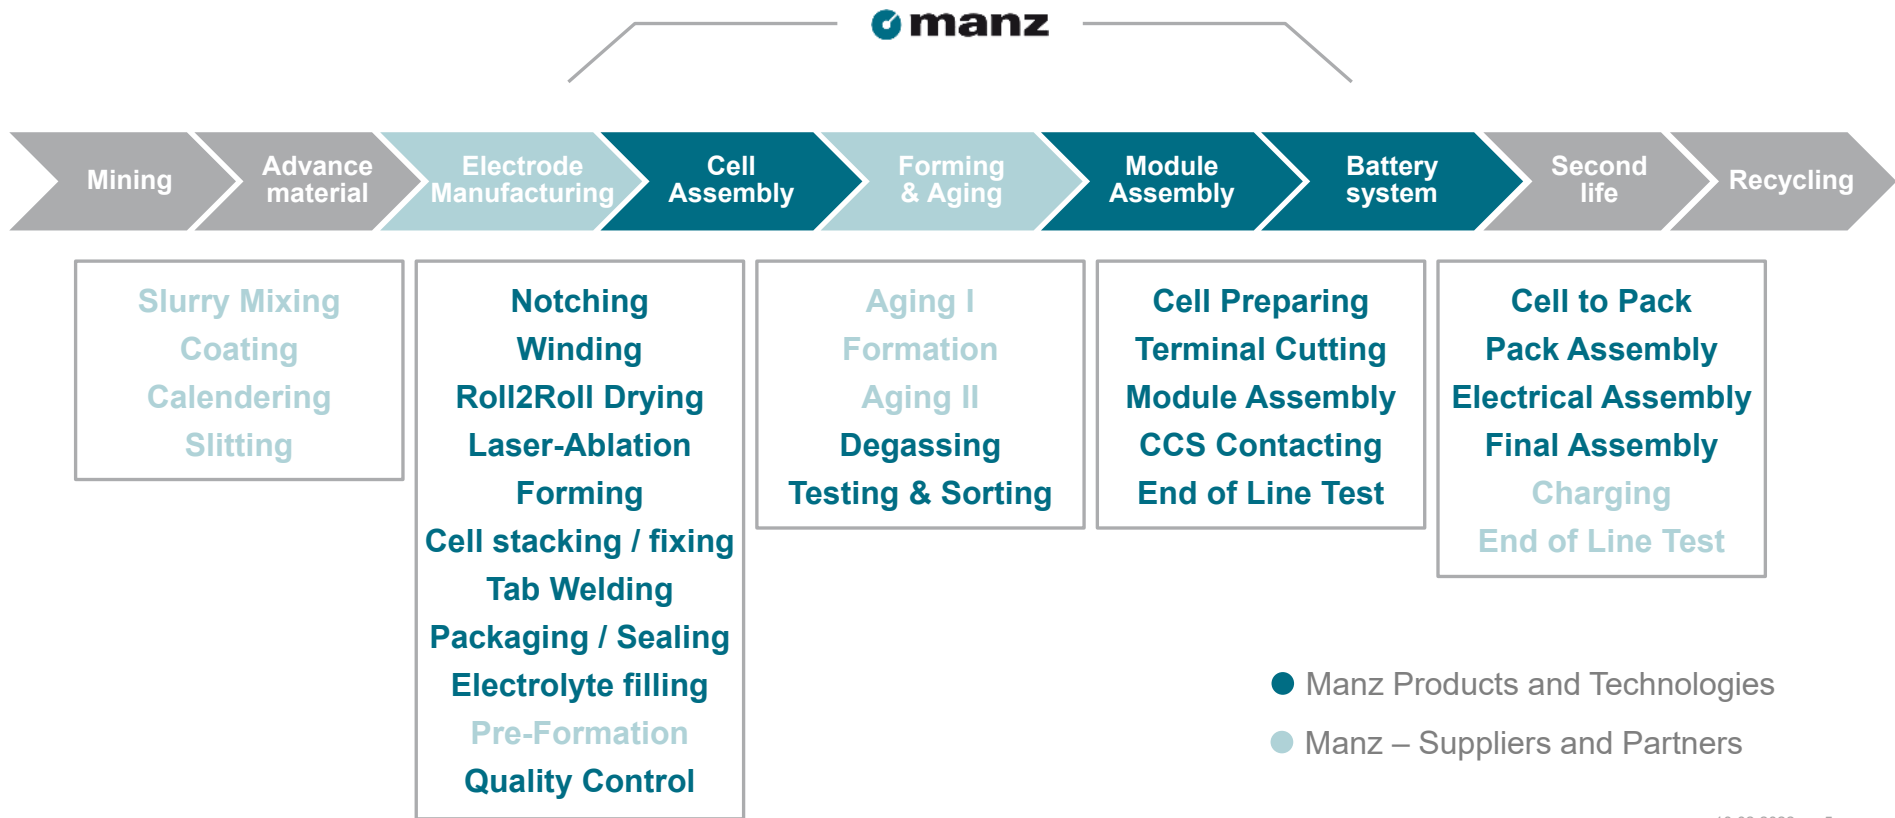 manz
Mining
Advance
material
Electrode
Manufacturing
Cell
Assembly
Forming
& Aging
Module
Assembly
Battery
system
Second
life
Recycling
Slurry Mixing
Coating
Calendering
Slitting
Notching
Winding
Roll2Roll Drying
Laser-Ablation
Forming
Cell stacking / fixing
Tab Welding
Packaging / Sealing
Electrolyte filling
Pre-Formation
Quality Control
Aging I
Formation
Aging II
Degassing
Testing & Sorting
Cell Preparing
Terminal Cutting
Module Assembly
CCS Contacting
End of Line Test
Cell to Pack
Pack Assembly
Electrical Assembly
Final Assembly
Charging
End of Line Test
Manz Products and Technologies
Manz – Suppliers and Partners